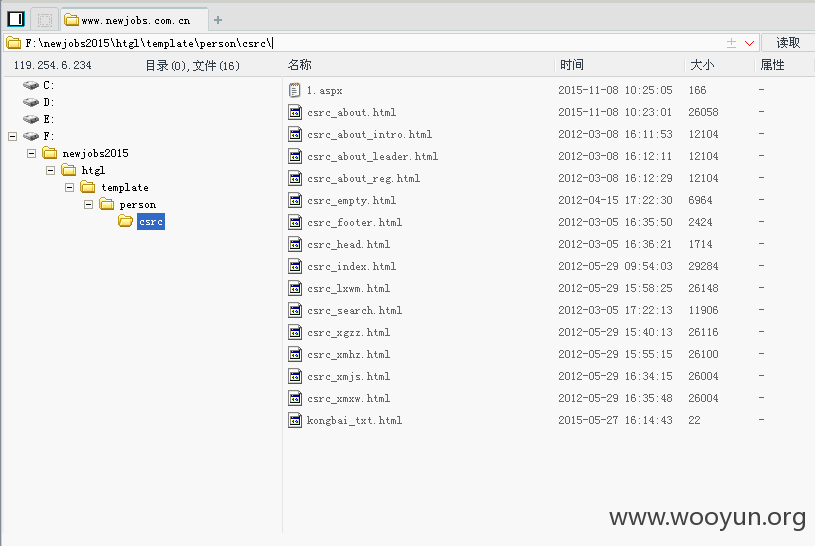 www.newjobs.com.cn
F:\newjobs2015\htgl\template\person\csrc\
读取
119.254.6.234 目录(0),文件(16) 名称 时间 大小 属性
C:
D:
E:
F:
newjobs2015
htgl
template
person
csrc
1.aspx 2015-11-08 10:25:05 166 -
csrc_about.html 2015-11-08 10:23:01 26058 -
csrc_about_intro.html 2012-03-08 16:11:53 12104 -
csrc_about_leader.html 2012-03-08 16:12:11 12104 -
csrc_about_reg.html 2012-03-08 16:12:29 12104 -
csrc_empty.html 2012-04-15 17:22:30 6964 -
csrc_footer.html 2012-03-05 16:35:50 2424 -
csrc_head.html 2012-03-05 16:36:21 1714 -
csrc_index.html 2012-05-29 09:54:03 29284 -
csrc_lxwm.html 2012-05-29 15:58:25 26148 -
csrc_search.html 2012-03-05 17:22:13 11906 -
csrc_xgzz.html 2012-05-29 15:40:13 26116 -
csrc_xmhz.html 2012-05-29 15:55:15 26100 -
csrc_xmjs.html 2012-05-29 16:34:15 26004 -
csrc_xmxw.html 2012-05-29 16:35:48 26004 -
kongbai_txt.html 2015-05-27 16:14:43 22 -
www.wooyun.org